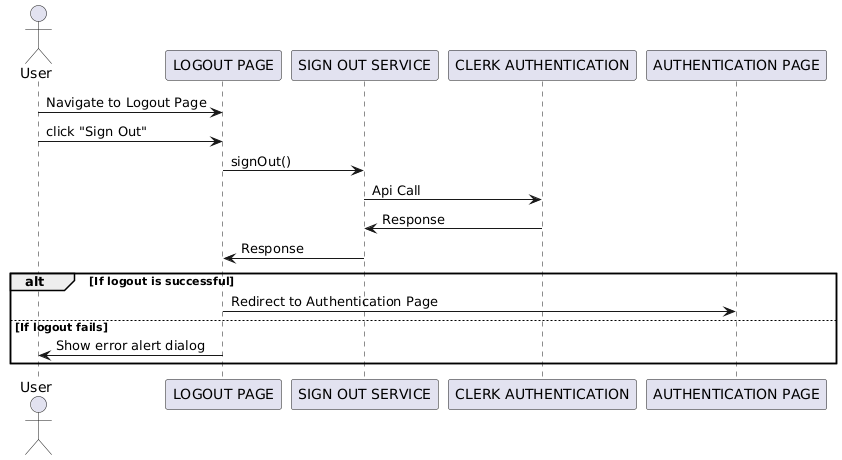 User
LOGOUT PAGE
SIGN OUT SERVICE
CLERK AUTHENTICATION
AUTHENTICATION PAGE
Navigate to Logout Page
click "Sign Out"
signOut()
Api Call
Response
Response
alt
[If logout is successful]
Redirect to Authentication Page
[If logout fails]
Show error alert dialog
User
LOGOUT PAGE
SIGN OUT SERVICE
CLERK AUTHENTICATION
AUTHENTICATION PAGE